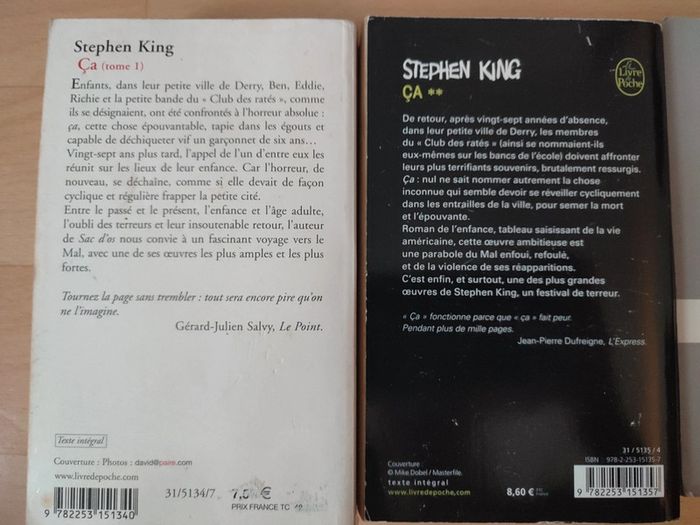 Stephen King
Ça (tome 1)
Enfants, dans leur petite ville de Derry, Ben, Eddie,
Richie et la petite bande du « Club des ratés », comme
ils se désignaient, ont été confrontés à l'horreur absolue :
ça, cette chose épouvantable, tapie dans les égouts et
capable de déchiqueter vif un garçonnet de six ans...
Vingt-sept ans plus tard, l'appel de l'un d'entre eux les
réunit sur les lieux de leur enfance. Car l'horreur, de
nouveau, se déchaîne, comme si elle devait de façon
cyclique et régulière frapper la petite cité.
Entre le passé et le présent, l'enfance et l'âge adulte,
l'oubli des terreurs et leur insoutenable retour, l'auteur
de Sac d'os nous convie à un fascinant voyage vers le
Mal, avec une de ses œuvres les plus amples et les plus
fortes.
Tournez la page sans trembler : tout sera encore pire qu'on
ne l'imagine.
Gérard-Julien Salvy, Le Point.
Texte intégral
Couverture : Photos : david@paire.com
www.livredepoche.com
31/5134/7
€
PRIX FRANCE TC
9 782253 151340
STEPHEN KING
ÇA **
Le
Livre
de
Poche
De retour, après vingt-sept années d'absence,
dans leur petite ville de Derry, les membres
du « Club des ratés » (ainsi se nommaient-ils
eux-mêmes sur les bancs de l'école) doivent affronter
leurs plus terrifiants souvenirs, brutalement ressurgis.
Ça : nul ne sait nommer autrement la chose
inconnue qui semble devoir se réveiller cycliquement
dans les entrailles de la ville, pour semer la mort
et l'épouvante.
Roman de l'enfance, tableau saisissant de la vie
américaine, cette œuvre ambitieuse est
une parabole du Mal enfoui, refoulé,
et de la violence de ses réapparitions.
C'est enfin, et surtout, une des plus grandes
œuvres de Stephen King, un festival de terreur.
« Ça » fonctionne parce que « ça » fait peur.
Pendant plus de mille pages.
Jean-Pierre Dufreigne, L'Express.
Couverture :
© Mike Dobel / Masterfile.
texte intégral
www.livredepoche.com
8,60 €
France
31 / 5135 / 4
ISBN : 978-2-253-15135-7
9 782253 151357